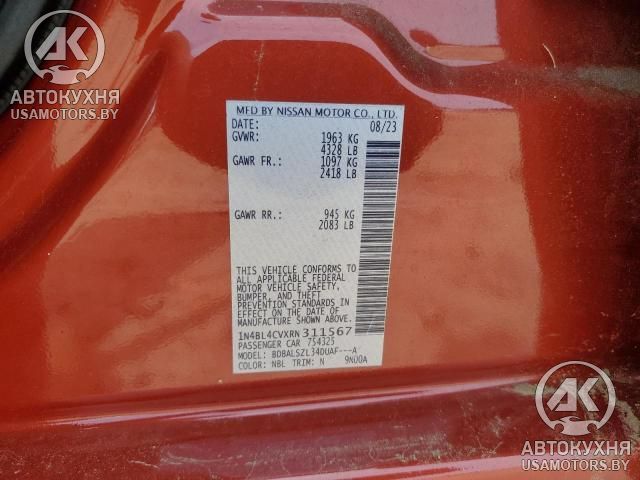 AK
АВТОКУХНЯ
USAMOTORS.BY
MFD BY NISSAN MOTOR CO., LTD.
DATE: 08/23
GVWR: 1963 KG
4328 LB
GAWR FR.: 1097 KG
2418 LB
GAWR RR.: 945 KG
2083 LB
THIS VEHICLE CONFORMS TO
ALL APPLICABLE FEDERAL
MOTOR VEHICLE SAFETY,
BUMPER, AND THEFT
PREVENTION STANDARDS IN
EFFECT ON THE DATE OF
MANUFACTURE SHOWN ABOVE.
1N4BL4CVXRN311567
PASSENGER CAR 754325
MODEL: BDBALSZL34DUAF---A
COLOR: NBL TRIM: N 9N00A
AK
АВТОКУХНЯ
USAMOTORS.BY